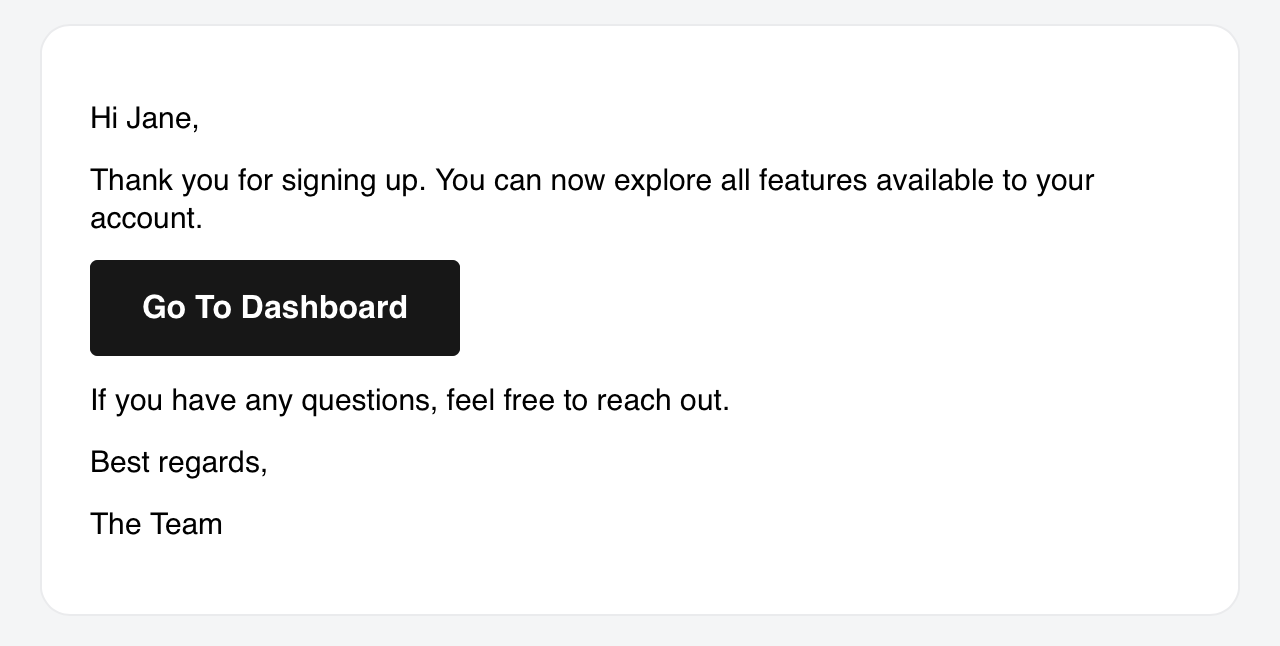 Hi Jane,
Thank you for signing up. You can now explore all features available to your
account.
Go To Dashboard
If you have any questions, feel free to reach out.
Best regards,
The Team